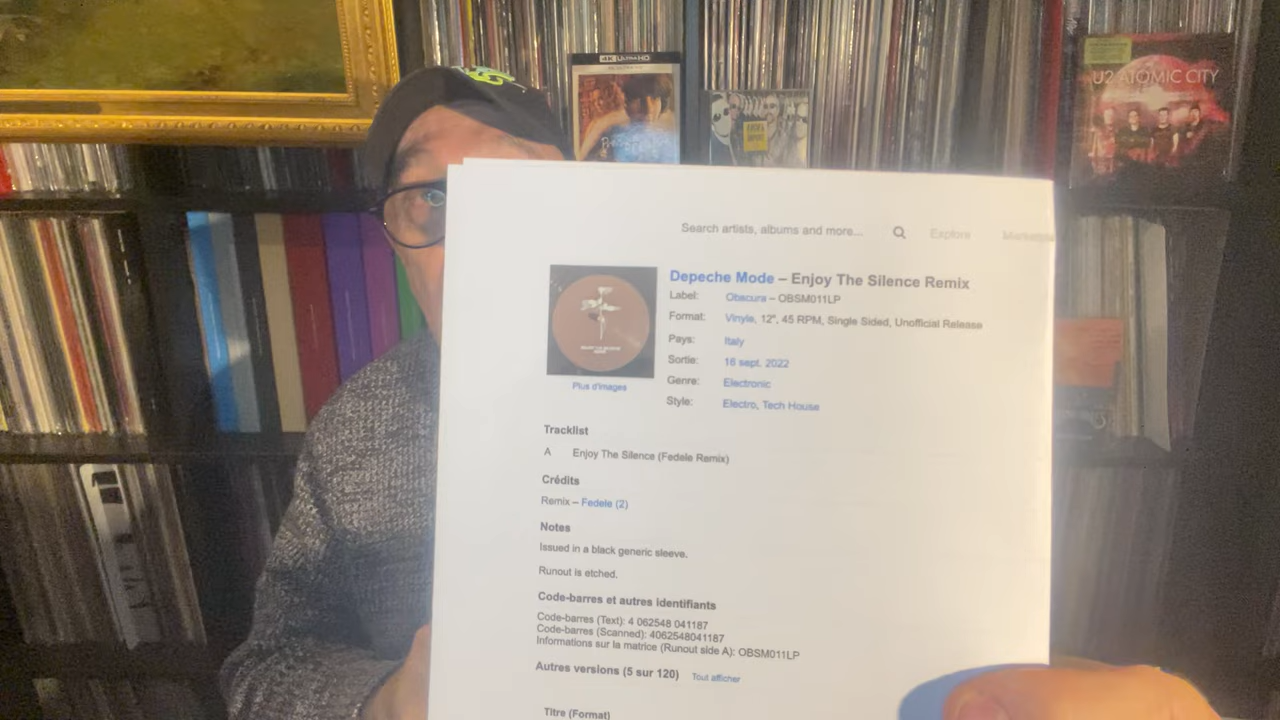 4K ULTRA HD
U2 ATOMIC CITY
Search artists, albums and more...
Explore
Depeche Mode – Enjoy The Silence Remix
Label: Obscura – OBSM011LP
Format: Vinyle, 12", 45 RPM, Single Sided, Unofficial Release
Pays: Italy
Sortie: 16 sept. 2022
Genre: Electronic
Style: Electro, Tech House
Plus d'images
Tracklist
A Enjoy The Silence (Fedele Remix)
Crédits
Remix – Fedele (2)
Notes
Issued in a black generic sleeve.
Runout is etched.
Code-barres et autres identifiants
Code-barres (Text): 4 062548 041187
Code-barres (Scanned): 4062548041187
Informations sur la matrice (Runout side A): OBSM011LP
Autres versions (5 sur 120) Tout afficher
Titre (Format)